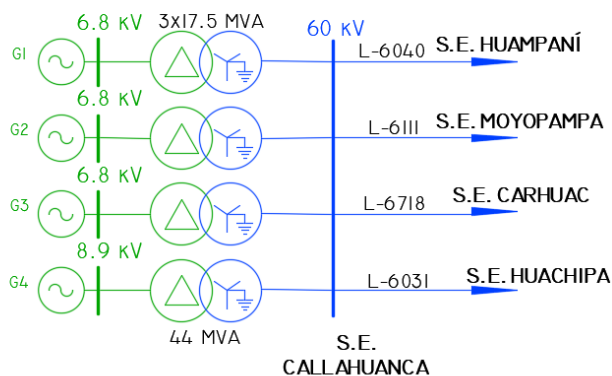 6.8 kV 3x17.5 MVA 60 kV
G1 L-6040 S.E. HUAMPANÍ
6.8 kV
G2 L-6111 S.E. MOYOPAMPA
6.8 kV
G3 L-6718 S.E. CARHUAC
8.9 kV
G4 L-6031 S.E. HUACHIPA
44 MVA
S.E.
CALLAHUANCA